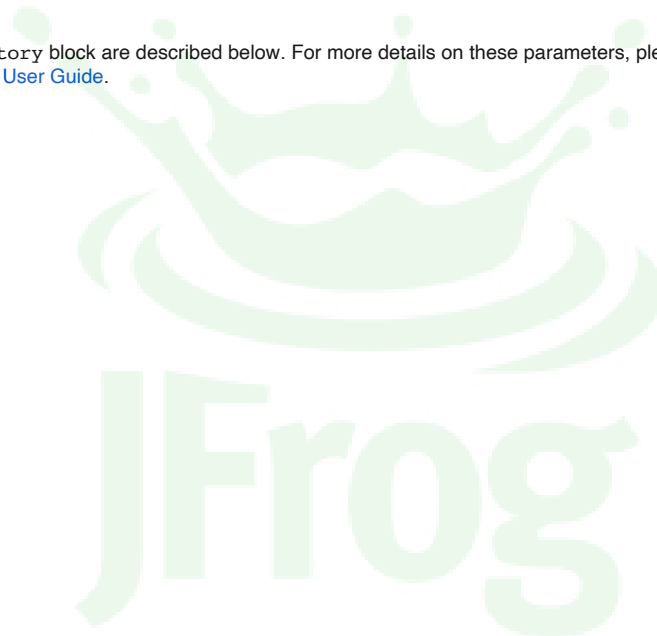 tory block are described below. For more details on these parameters, ple
User Guide.
JFrog